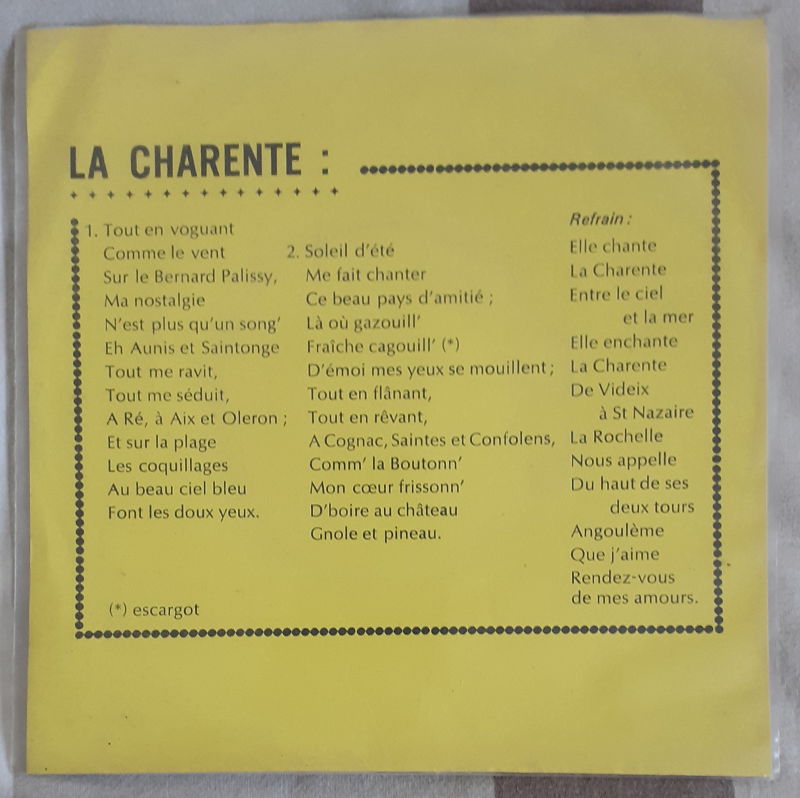 LA CHARENTE :
1. Tout en voguant
Comme le vent
Sur le Bernard Palissy,
Ma nostalgie
N'est plus qu'un song'
Eh Aunis et Saintonge
Tout me ravit,
Tout me séduit,
A Ré, à Aix et Oleron ;
Et sur la plage
Les coquillages
Au beau ciel bleu
Font les doux yeux.
(*) escargot
2. Soleil d'été
Me fait chanter
Ce beau pays d'amitié ;
Là où gazouill'
Fraîche cagouill' (*)
D'émoi mes yeux se mouillent ;
Tout en flânant,
Tout en rêvant,
A Cognac, Saintes et Confolens,
Comm' la Boutonn'
Mon cœur frissonn'
D'boire au château
Gnole et pineau.
Refrain :
Elle chante
La Charente
Entre le ciel
et la mer
Elle enchante
La Charente
De Videix
à St Nazaire
La Rochelle
Nous appelle
Du haut de ses
deux tours
Angoulème
Que j'aime
Rendez-vous
de mes amours.